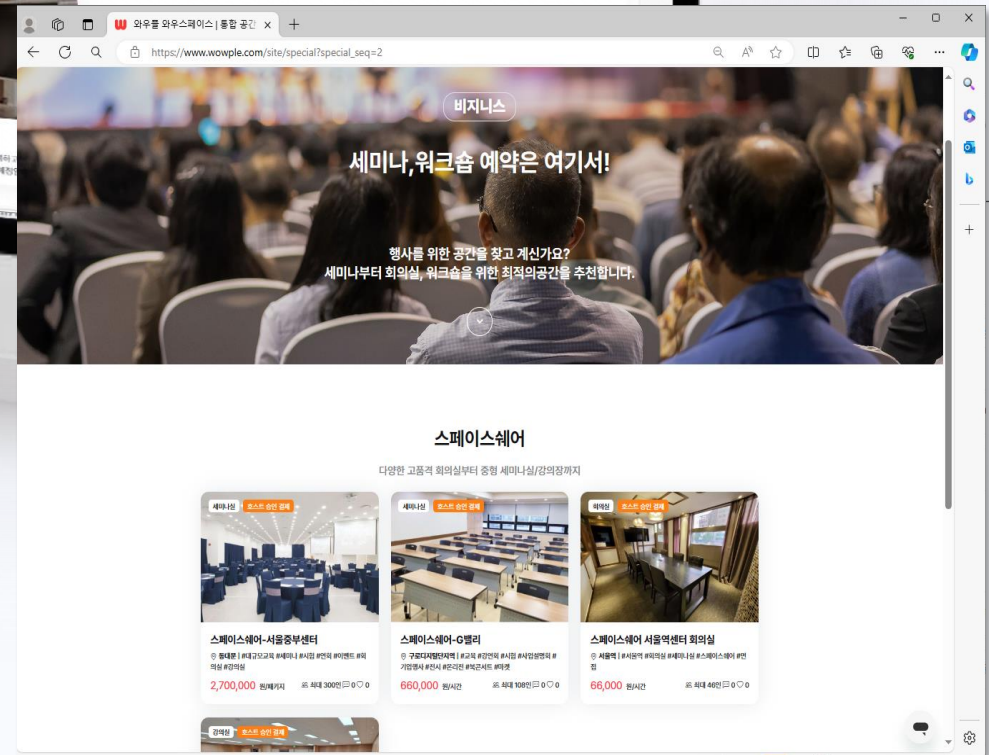 와우플 와우스페이스 | 통합 공간
https://www.wowple.com/site/special?special_seq=2
비지니스
세미나,워크숍 예약은 여기서!
행사를 위한 공간을 찾고 계신가요?
세미나부터 회의실, 워크숍을 위한 최적의공간을 추천합니다.
스페이스쉐어
다양한 고품격 회의실부터 중형 세미나실/강의장까지
세미나실 호스트 승인 결제
스페이스쉐어-서울중부센터
동대문 | #대규모교육 #세미나 #시험 #연회 #이벤트 #회
의실 #강의실
2,700,000 원/패키지 최대 300인 0 0
세미나실 호스트 승인 결제
스페이스쉐어-G밸리
구로디지털단지역 | #교육 #강연회 #시험 #사업설명회 #
기업행사 #전시 #온라인 #북콘서트 #마켓
660,000 원/시간 최대 108인 0 0
회의실 호스트 승인 결제
스페이스쉐어 서울역센터 회의실
서울역 | #서울역 #회의실 #세미나실 #스페이스쉐어 #면
접
66,000 원/시간 최대 46인 0 0
강의실 호스트 승인 결제